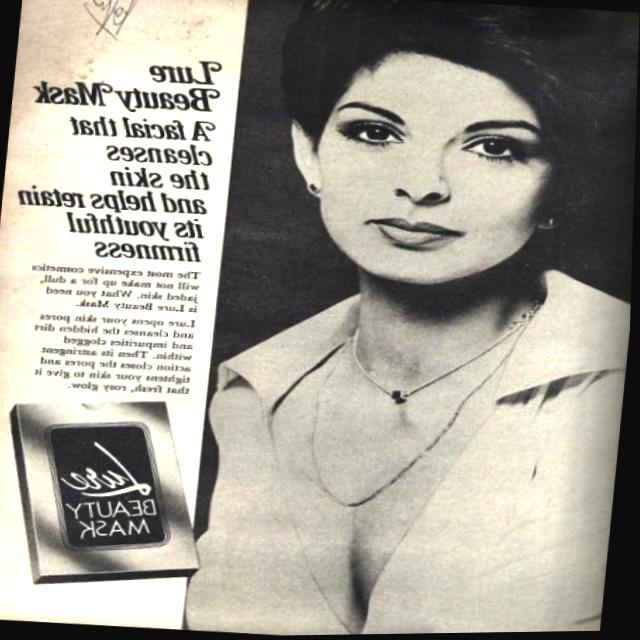 Lure
Beauty Mask
A facial that
cleanses
the skin
and helps retain
its youthful
firmness
The most expensive cosmetics
will not make up for a dull,
jaded skin. What you need
is Lure Beauty Mask.
Lure opens your skin pores
and cleanses the hidden dirt
and impurities clogged
within. Then its astringent
action closes the pores and
tightens your skin to give it
that fresh, rosy glow.
Lure
BEAUTY
MASK